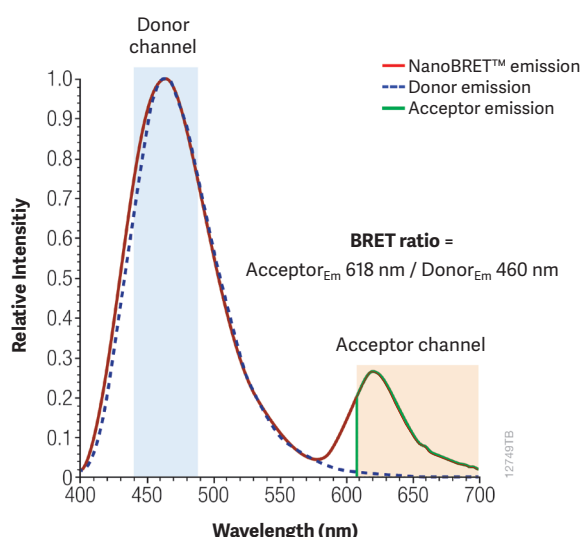 Donor
channel
NanoBRET™ emission
Donor emission
Acceptor emission
1.0
0.9
0.8
0.7
0.6
0.5
0.4
0.3
0.2
0.1
0
Relative Intensitiy
BRET ratio =
AcceptorEm 618 nm / DonorEm 460 nm
Acceptor channel
12749TB
400 450 500 550 600 650 700
Wavelength (nm)